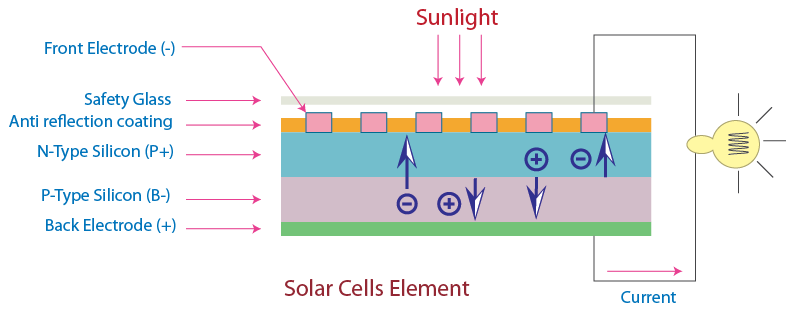 Sunlight
Front Electrode (-)
Safety Glass
Anti reflection coating
N-Type Silicon (P+)
P-Type Silicon (B-)
Back Electrode (+)
Solar Cells Element
Current